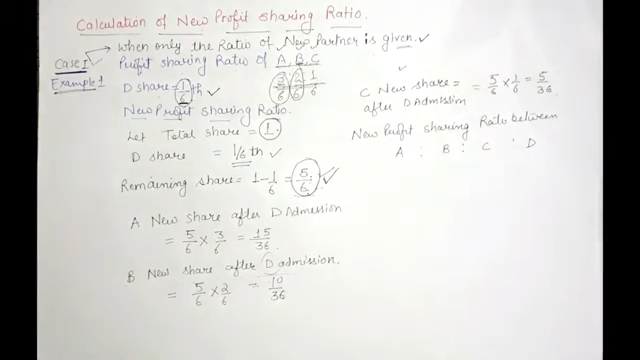 Calculation of New Profit Sharing Ratio.
When only the Ratio of New Partner is given.
Case I
Profit Sharing Ratio of A, B, C
Example 1
3/6 2/6 1/6
D share = 1/6 th
New Profit Sharing Ratio.
Let Total share = 1.
D share = 1/6 th
Remaining share = 1 - 1/6 = 5/6.
A New share after D Admission
= 5/6 × 3/6 = 15/36.
B New share after D admission.
= 5/6 × 2/6 = 10/36
C New share = 5/6 × 1/6 = 5/36.
after D Admission
New Profit Sharing Ratio between
A : B : C : D